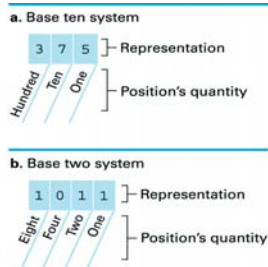 a. Base ten system
3 7 5 Representation
Hundred Ten One
Position's quantity
b. Base two system
1 0 1 1 Representation
Eight Four Two One
Position's quantity